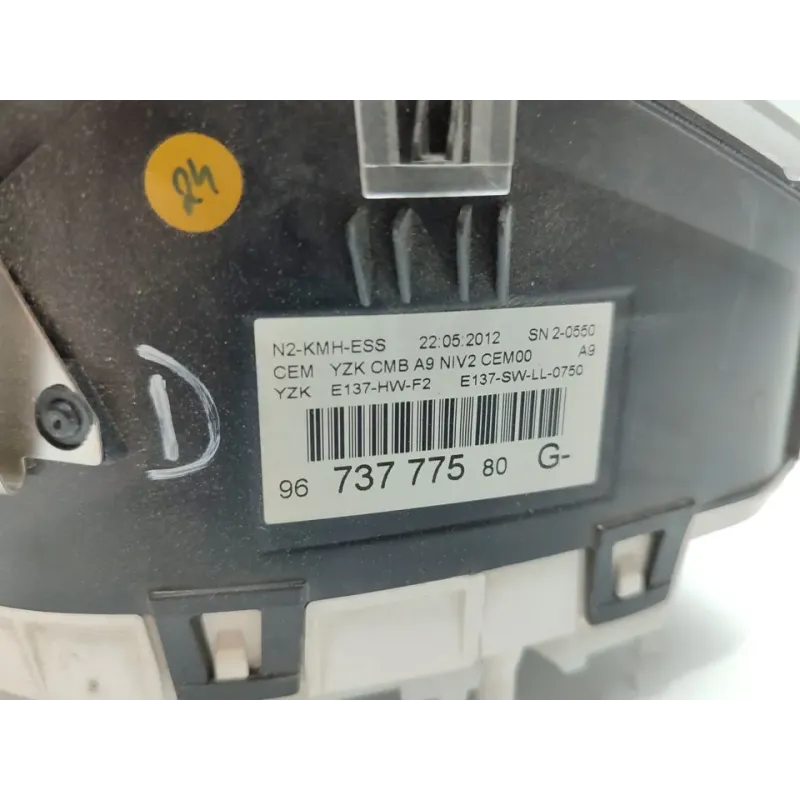 24
D
N2-KMH-ESS 22:05:2012 SN 2-0550
CEM YZK CMB A9 NIV2 CEM00 A9
YZK E137-HW-F2 E137-SW-LL-0750
96 737 775 80 G-